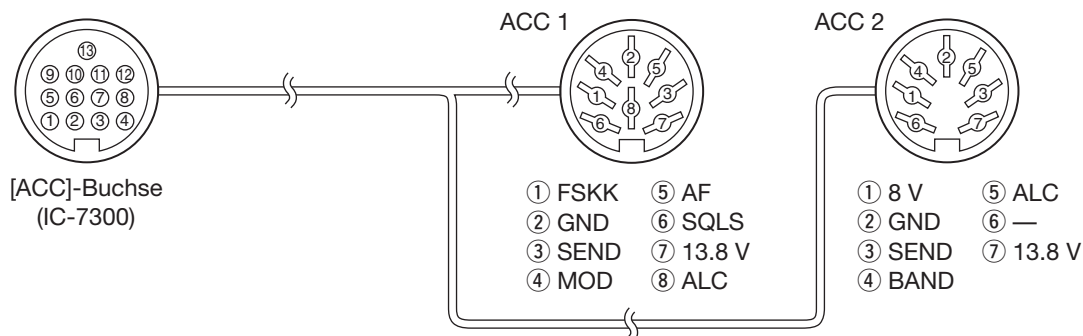 ACC 1
ACC 2
⑬
⑨ ⑩ ⑪ ⑫
⑤ ⑥ ⑦ ⑧
① ② ③ ④
② ④ ⑤ ① ③ ⑧ ⑥ ⑦
② ④ ⑤ ① ③ ⑥ ⑦
[ACC]-Buchse
(IC-7300)
① FSKK ⑤ AF
② GND ⑥ SQLS
③ SEND ⑦ 13.8 V
④ MOD ⑧ ALC
① 8 V ⑤ ALC
② GND ⑥ —
③ SEND ⑦ 13.8 V
④ BAND